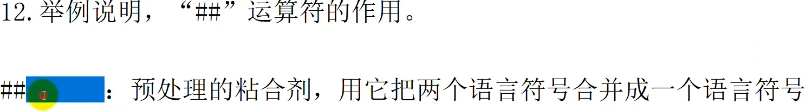 12.举例说明，“##”运算符的作用。
##：预处理的粘合剂，用它把两个语言符号合并成一个语言符号